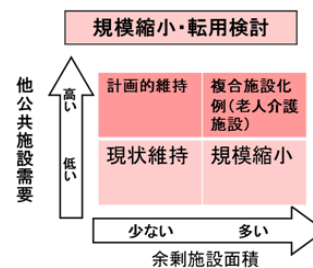 規模縮小・転用検討
他公共施設需要
高い
低い
計画的維持
複合施設化
例(老人介護
施設)
現状維持
規模縮小
少ない
多い
余剰施設面積